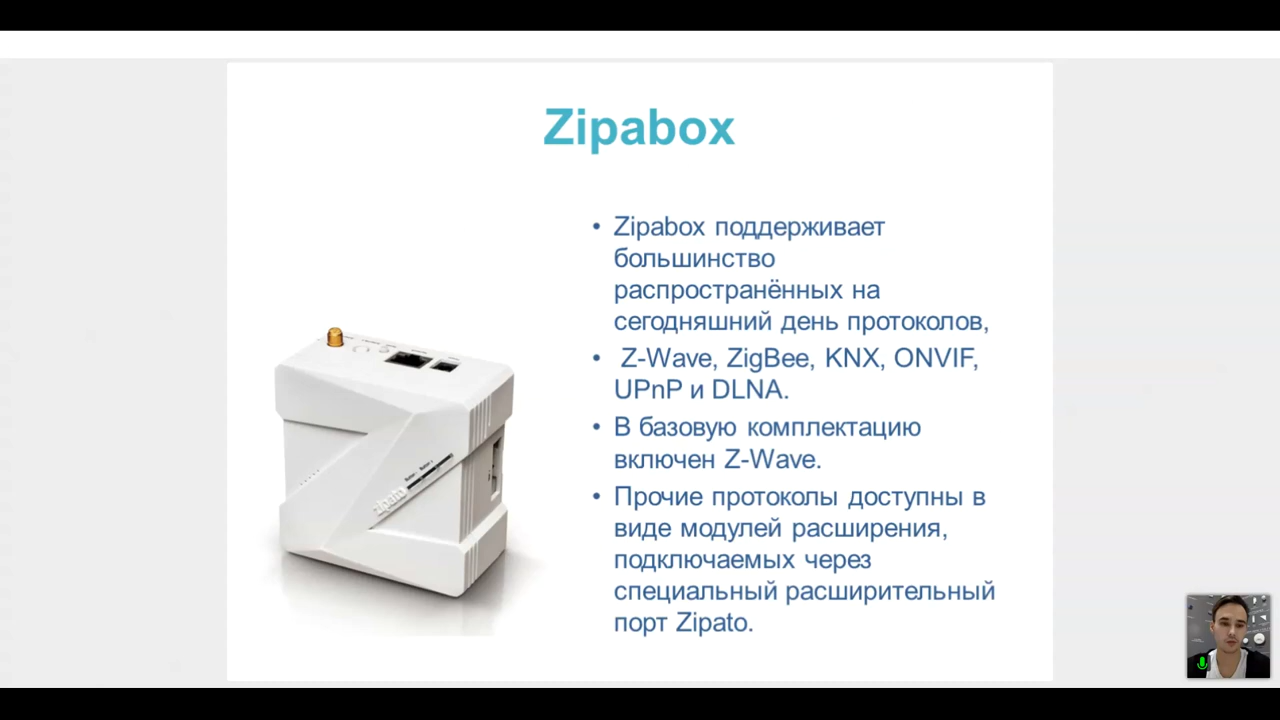 Zipabox
• Zipabox поддерживает
большинство
распространённых на
сегодняшний день протоколов,
• Z-Wave, ZigBee, KNX, ONVIF,
UPnP и DLNA.
• В базовую комплектацию
включен Z-Wave.
• Прочие протоколы доступны в
виде модулей расширения,
подключаемых через
специальный расширительный
порт Zipato.
zipato